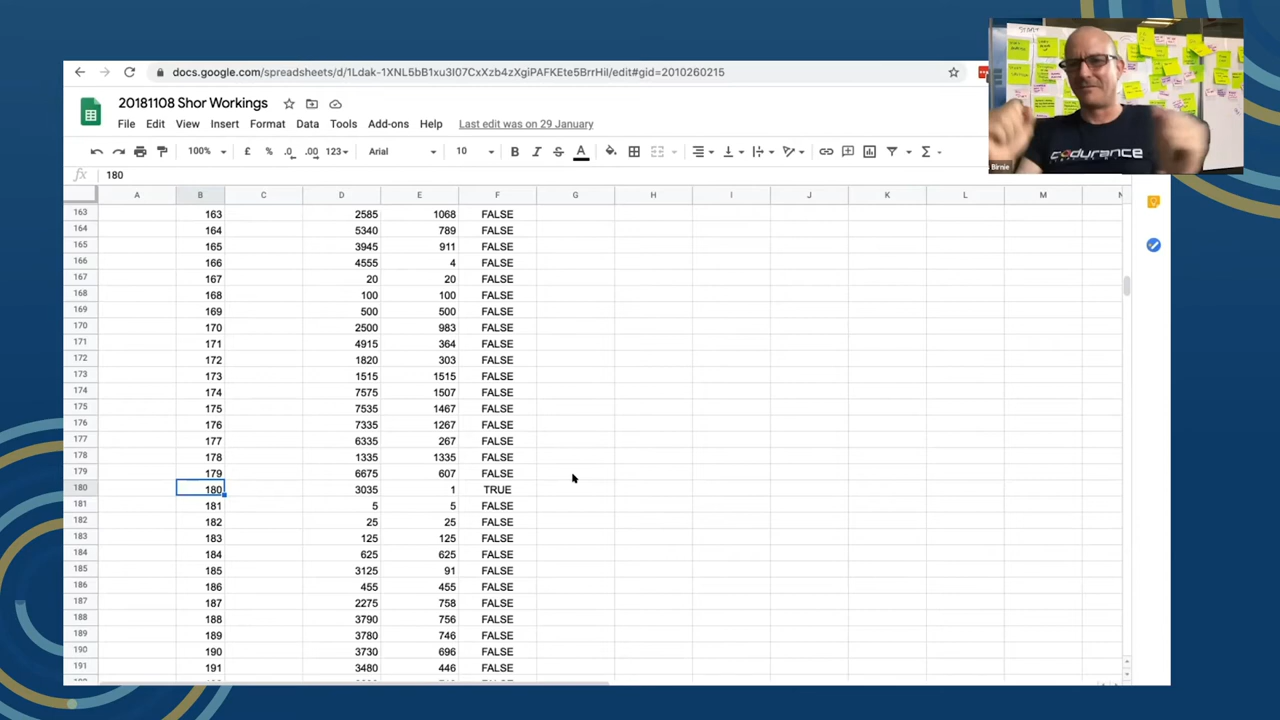 docs.google.com/spreadsheets/d/1Ldak-1XNL5bB1xu3I07CxXzb4zXgiPAFKEte5BrrHiI/edit#gid=2010260215
START
20181108 Shor Workings
File Edit View Insert Format Data Tools Add-ons Help Last edit was on 29 January
100% £ % .0 .00 123 Arial 10 B I S A
codurance
Birnie
fx 180
A B C D E F G H I J K L M N
163 163 2585 1068 FALSE
164 164 5340 789 FALSE
165 165 3945 911 FALSE
166 166 4555 4 FALSE
167 167 20 20 FALSE
168 168 100 100 FALSE
169 169 500 500 FALSE
170 170 2500 983 FALSE
171 171 4915 364 FALSE
172 172 1820 303 FALSE
173 173 1515 1515 FALSE
174 174 7575 1507 FALSE
175 175 7535 1467 FALSE
176 176 7335 1267 FALSE
177 177 6335 267 FALSE
178 178 1335 1335 FALSE
179 179 6675 607 FALSE
180 180 3035 1 TRUE
181 181 5 5 FALSE
182 182 25 25 FALSE
183 183 125 125 FALSE
184 184 625 625 FALSE
185 185 3125 91 FALSE
186 186 455 455 FALSE
187 187 2275 758 FALSE
188 188 3790 756 FALSE
189 189 3780 746 FALSE
190 190 3730 696 FALSE
191 191 3480 446 FALSE